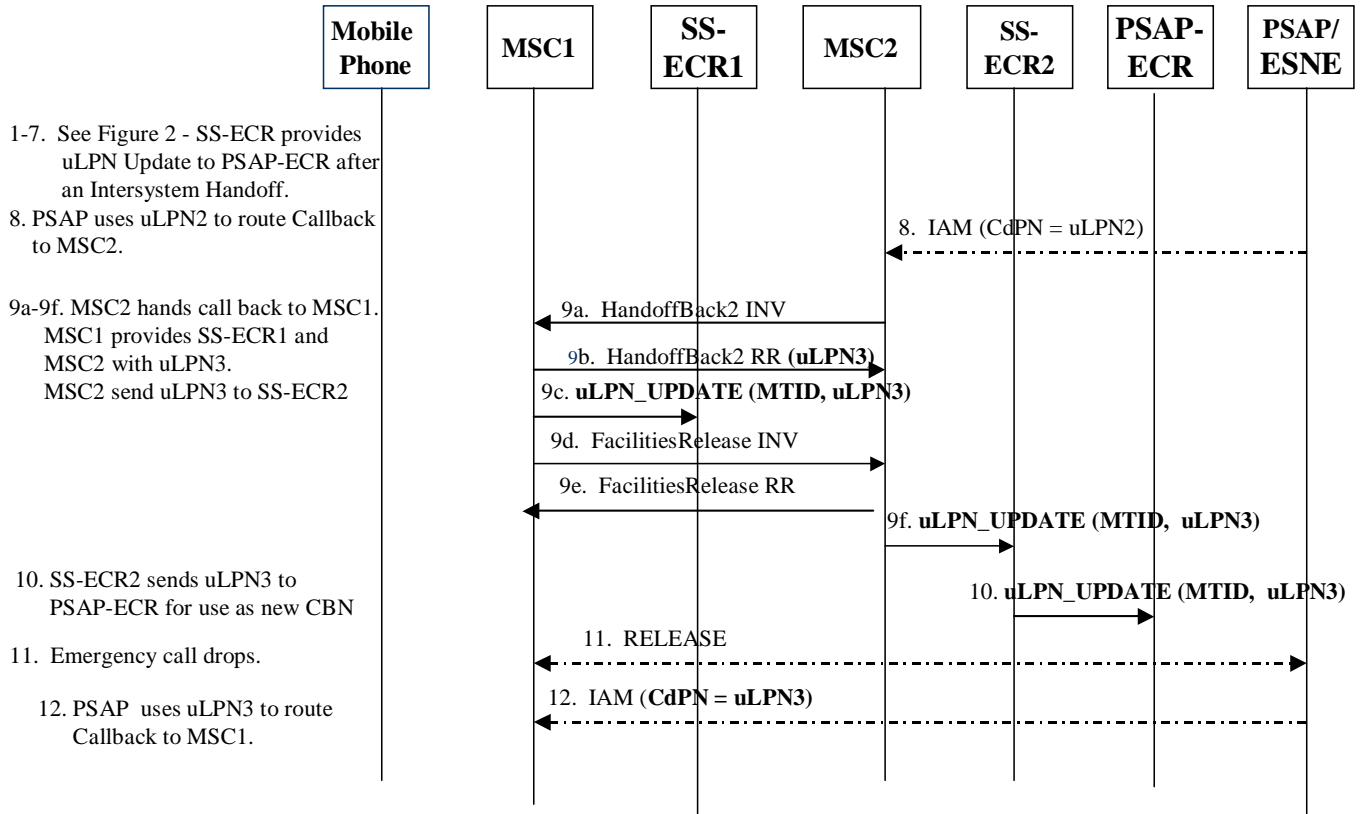 Mobile
Phone
MSC1
SS-
ECR1
MSC2
SS-
ECR2
PSAP-
ECR
PSAP/
ESNE
1-7. See Figure 2 - SS-ECR provides
uLPN Update to PSAP-ECR after
an Intersystem Handoff.
8. PSAP uses uLPN2 to route Callback
to MSC2.
8. IAM (CdPN = uLPN2)
9a-9f. MSC2 hands call back to MSC1.
MSC1 provides SS-ECR1 and
MSC2 with uLPN3.
MSC2 send uLPN3 to SS-ECR2
9a. HandoffBack2 INV
9b. HandoffBack2 RR (uLPN3)
9c. uLPN_UPDATE (MTID, uLPN3)
9d. FacilitiesRelease INV
9e. FacilitiesRelease RR
9f. uLPN_UPDATE (MTID, uLPN3)
10. SS-ECR2 sends uLPN3 to
PSAP-ECR for use as new CBN
10. uLPN_UPDATE (MTID, uLPN3)
11. Emergency call drops.
11. RELEASE
12. PSAP uses uLPN3 to route
Callback to MSC1.
12. IAM (CdPN = uLPN3)